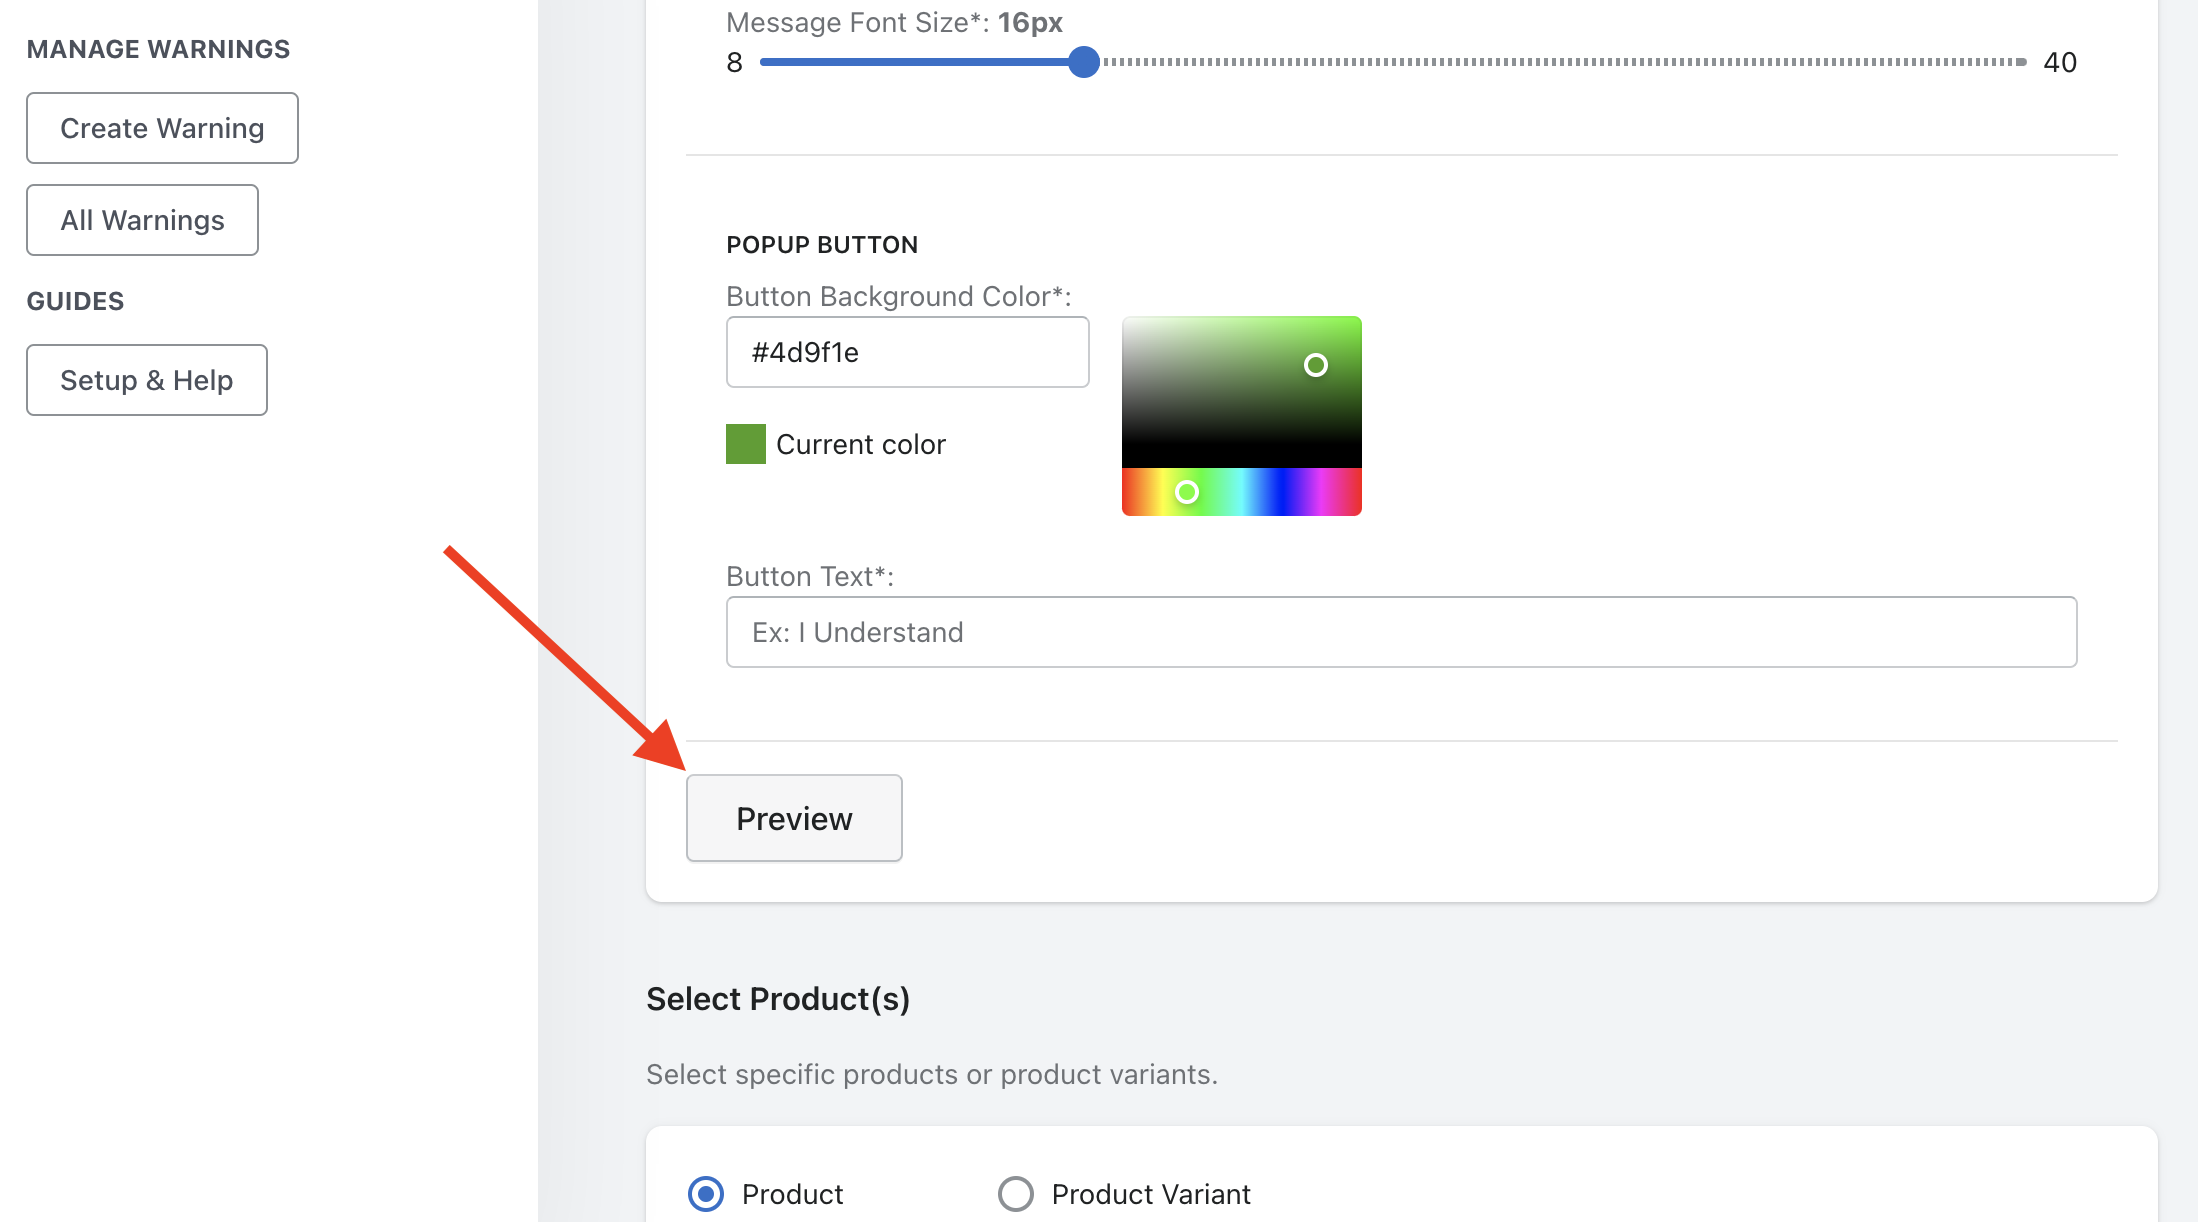 MANAGE WARNINGS
Create Warning
All Warnings
GUIDES
Setup & Help
Message Font Size*: 16px
8
40
POPUP BUTTON
Button Background Color*:
#4d9f1e
Current color
Button Text*:
Ex: I Understand
Preview
Select Product(s)
Select specific products or product variants.
Product
Product Variant